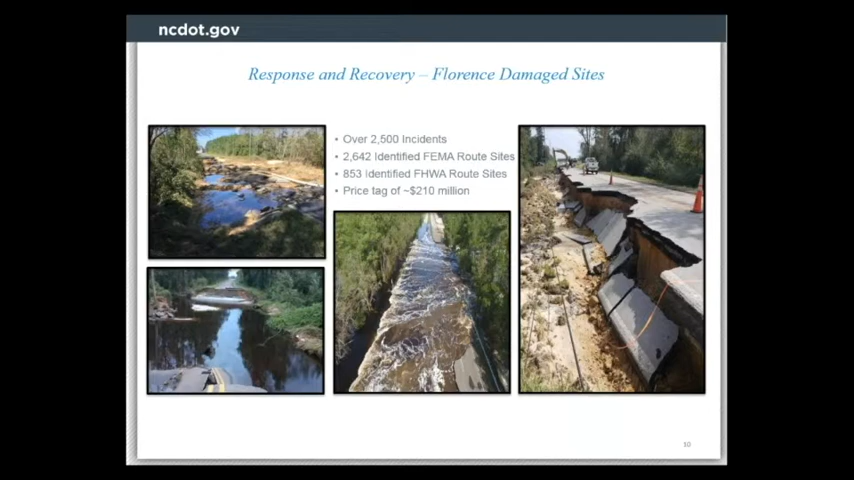 ncdot.gov
Response and Recovery – Florence Damaged Sites
• Over 2,500 Incidents
• 2,642 Identified FEMA Route Sites
• 853 Identified FHWA Route Sites
• Price tag of ~$210 million
10